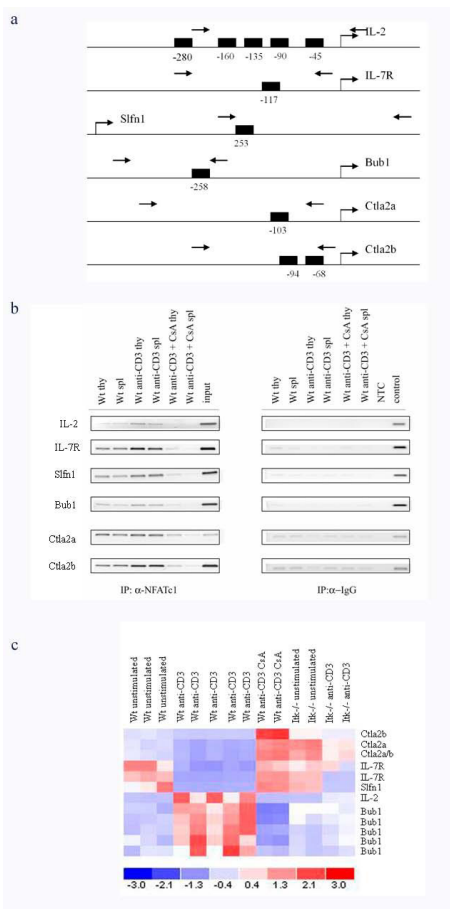 a
IL-2
-280 -160 -135 -90 -45
IL-7R
-117
Slfn1
253
Bub1
-258
Ctla2a
-103
Ctla2b
-94 -68
b
Wt thy
Wt spl
Wt anti-CD3 thy
Wt anti-CD3 spl
Wt anti-CD3 + CsA thy
Wt anti-CD3 + CsA spl
input
Wt thy
Wt spl
Wt anti-CD3 thy
Wt anti-CD3 spl
Wt anti-CD3 + CsA thy
Wt anti-CD3 + CsA spl
NTC
control
IL-2
IL-7R
Slfn1
Bub1
Ctla2a
Ctla2b
IP: α-NFATc1
IP:α–IgG
c
Wt unstimulated
Wt unstimulated
Wt unstimulated
Wt anti-CD3
Wt anti-CD3
Wt anti-CD3
Wt anti-CD3
Wt anti-CD3
Wt anti-CD3 CsA
Wt anti-CD3 CsA
Itk-/- unstimulated
Itk-/- unstimulated
Itk-/- anti-CD3
Itk-/- anti-CD3
Ctla2b
Ctla2a
Ctla2a/b
IL-7R
IL-7R
Slfn1
IL-2
Bub1
Bub1
Bub1
Bub1
Bub1
-3.0 -2.1 -1.3 -0.4 0.4 1.3 2.1 3.0